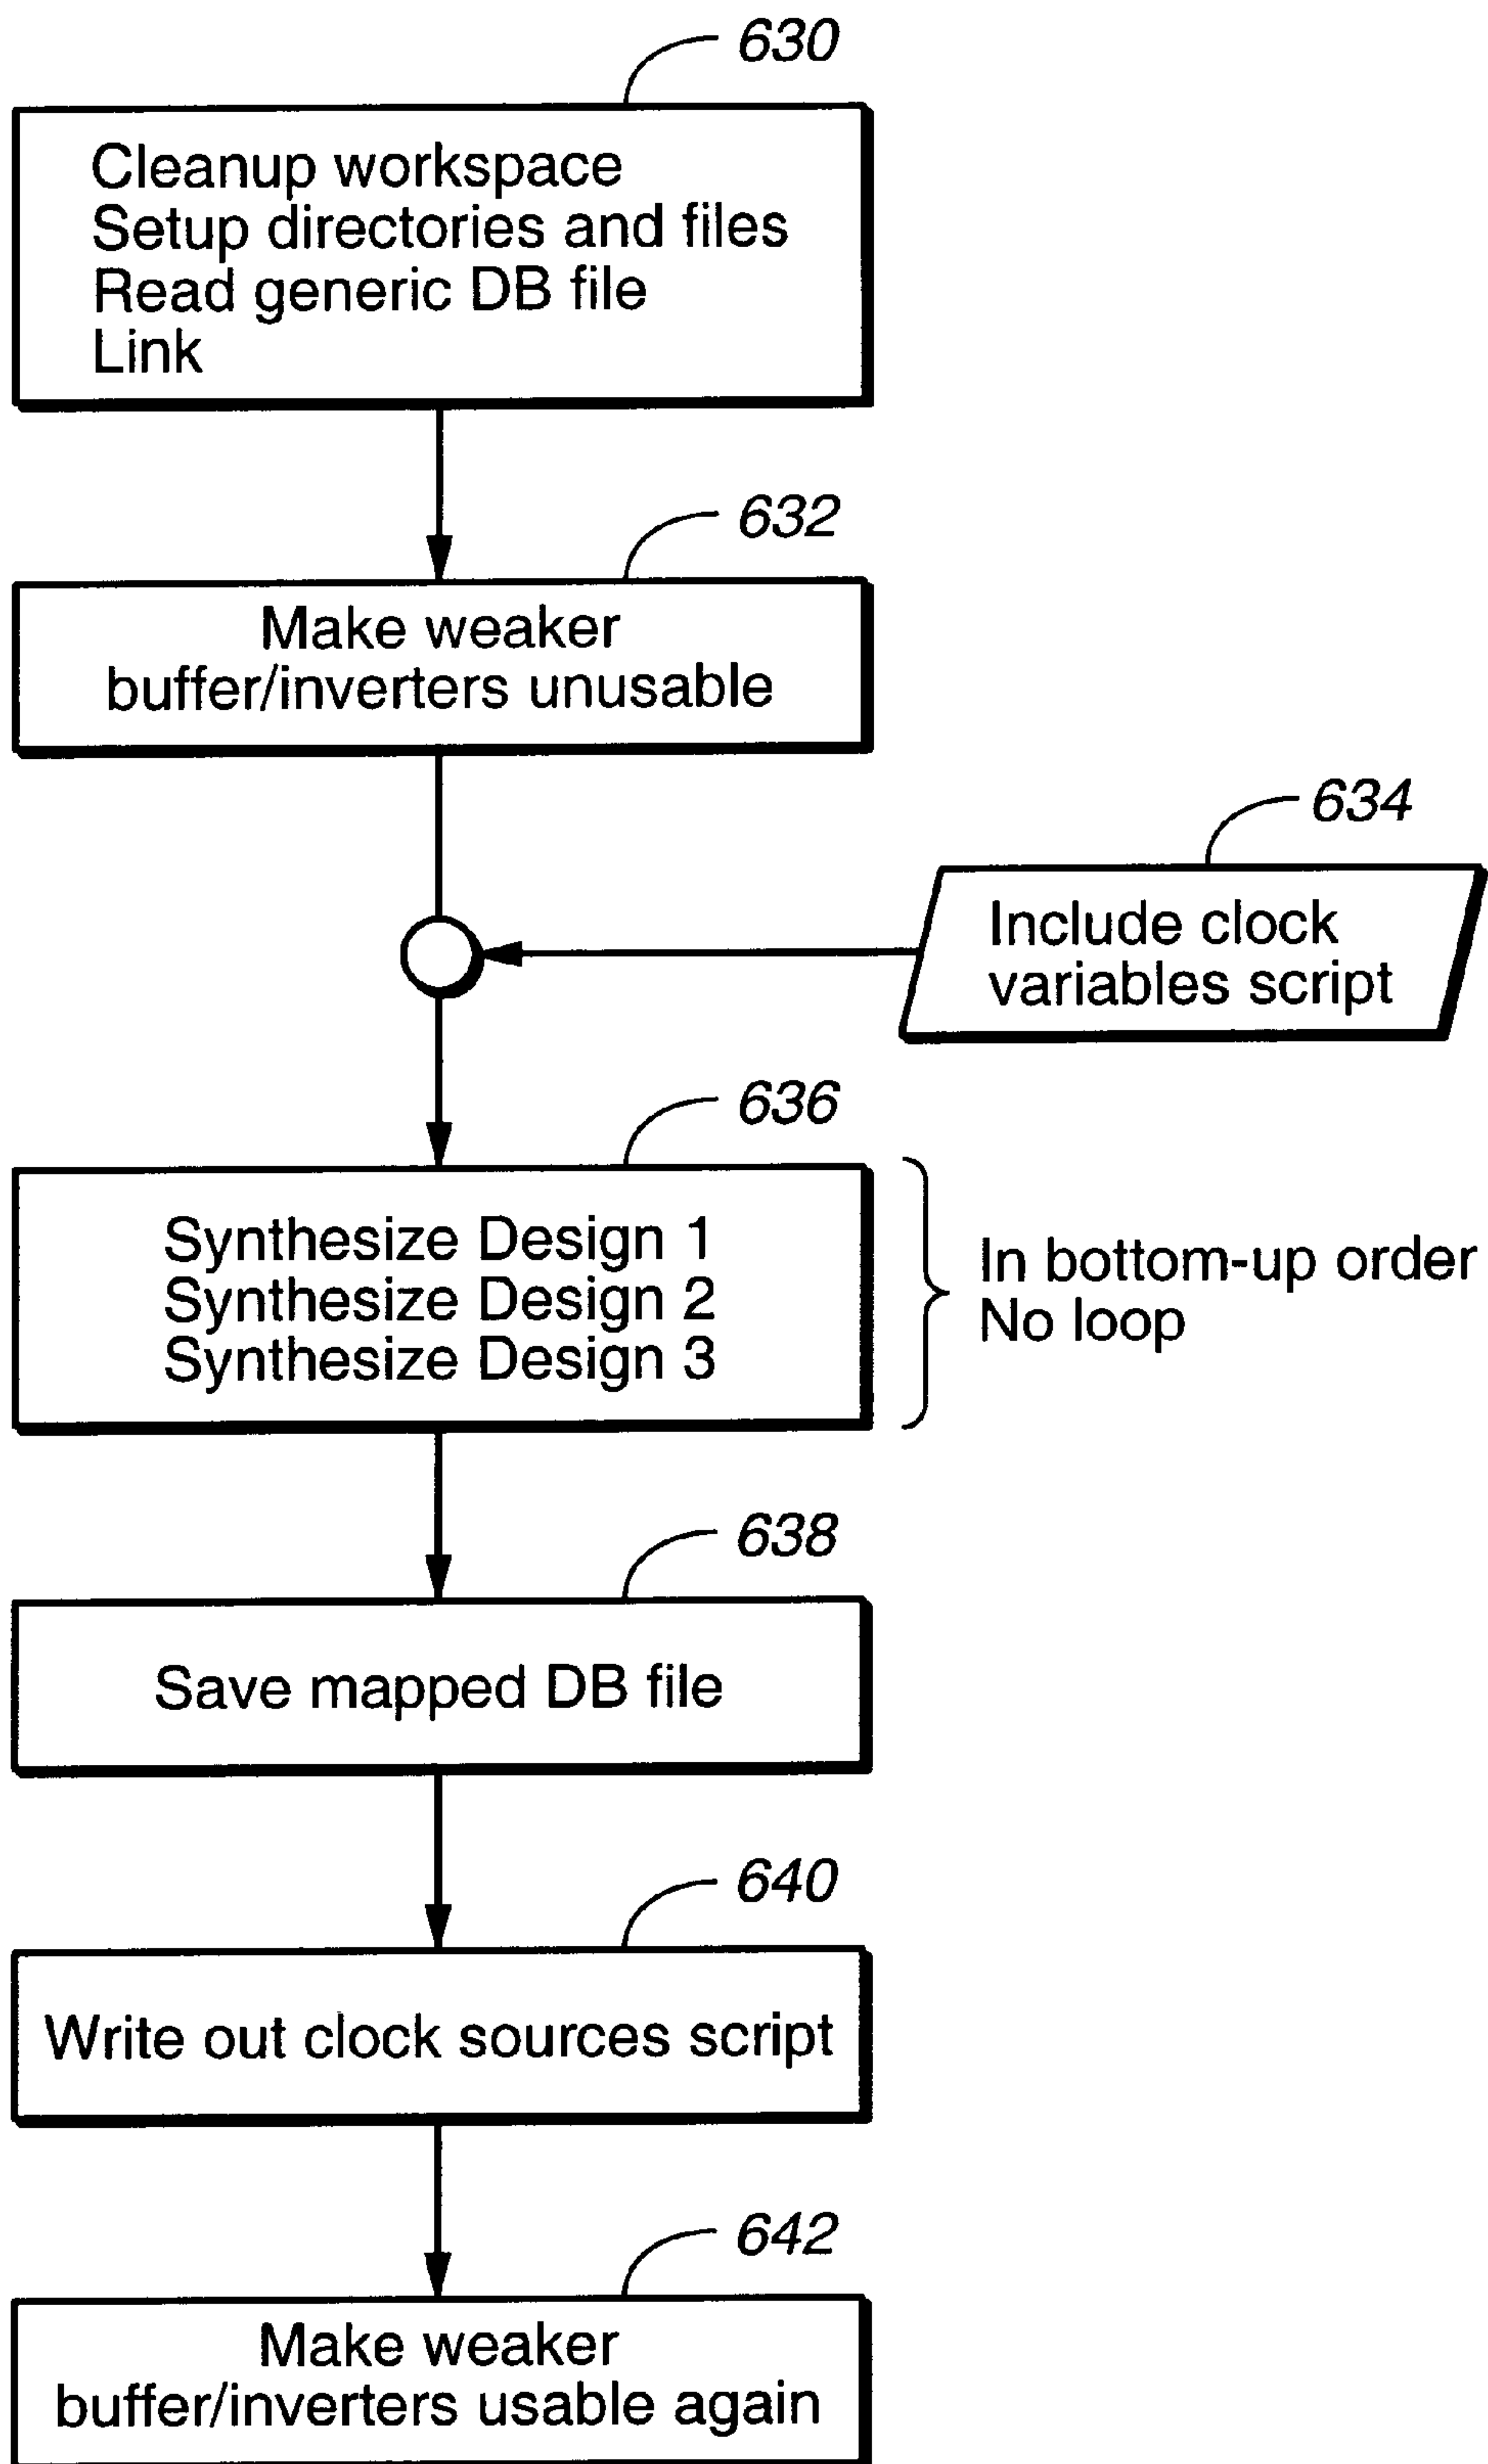 630
Cleanup workspace
Setup directories and files
Read generic DB file
Link
632
Make weaker
buffer/inverters unusable
634
Include clock
variables script
636
Synthesize Design 1
Synthesize Design 2
Synthesize Design 3
In bottom-up order
No loop
638
Save mapped DB file
640
Write out clock sources script
642
Make weaker
buffer/inverters usable again